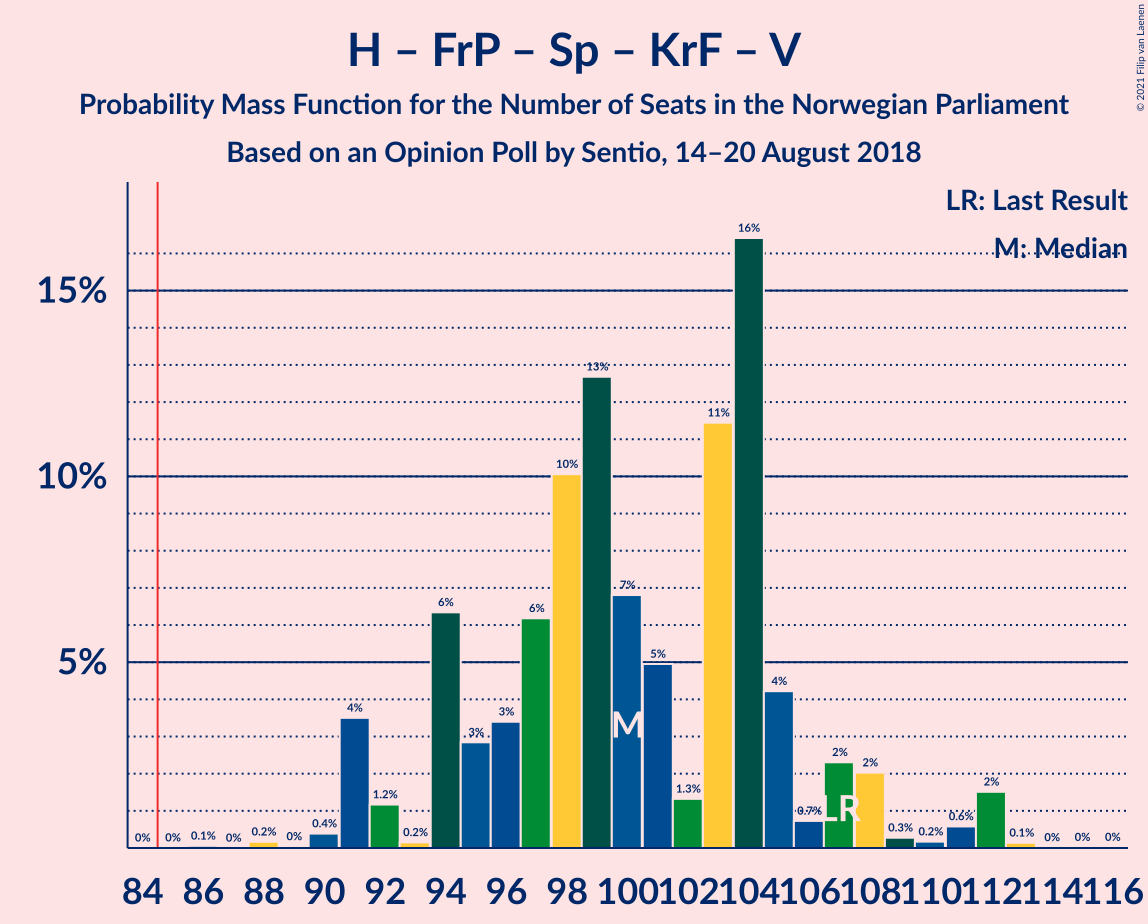 H – FrP – Sp – KrF – V
Probability Mass Function for the Number of Seats in the Norwegian Parliament
Based on an Opinion Poll by Sentio, 14–20 August 2018
© 2021 Filip van Laenen
LR: Last Result
M: Median
15%
10%
5%
0% 0% 0.1% 0% 0.2% 0% 0.4% 4% 1.2% 0.2% 6% 3% 3% 6% 10% 13% 7% 5% 1.3% 11% 16% 4% 0.7% 2% 2% 0.3% 0.2% 0.6% 2% 0.1% 0% 0% 0%
M
LR
84 86 88 90 92 94 96 98 100 102 104 106 108 110 112 114 116